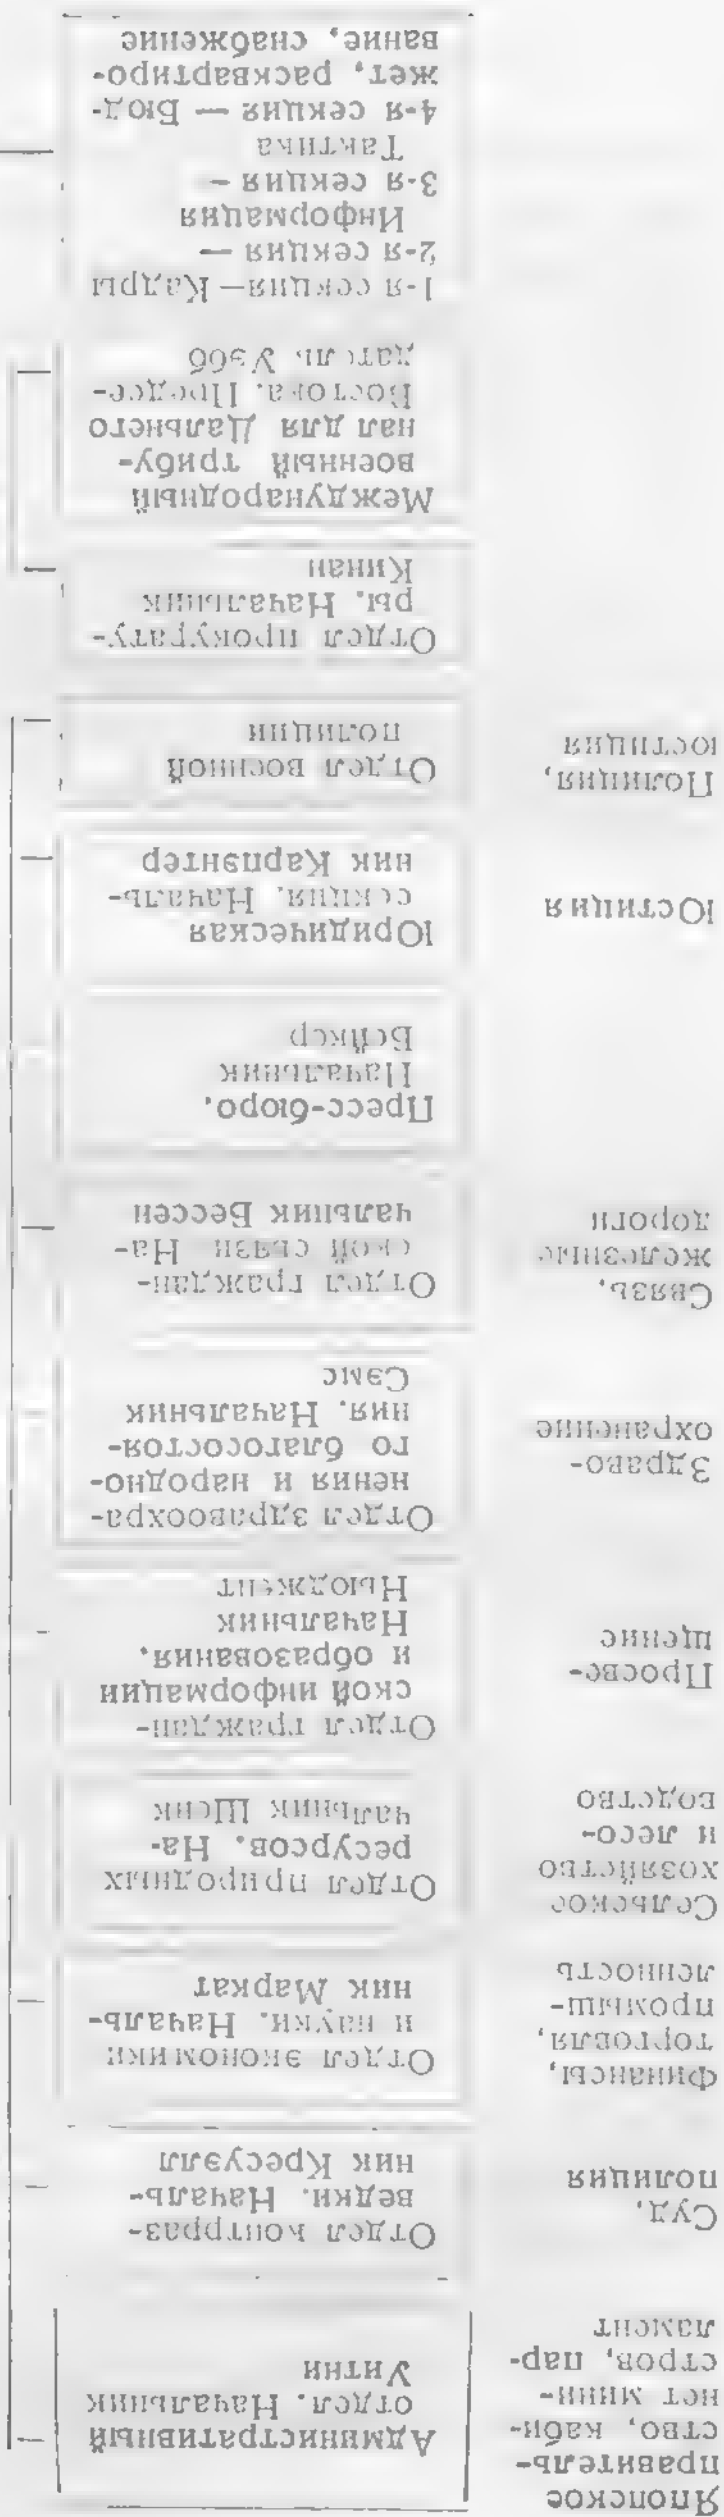 Японское
правитель-
ство, каби-
нет мини-
стров, пар-
ламент
Административный
отдел. Начальник
Уитни
Суд,
полиция
Отдел контрраз-
ведки. Началь-
ник Кресуэлл
Финансы,
торговля,
промыш-
ленность
Отдел экономики
и науки. Началь-
ник Маркат
Сельское
хозяйство
и лесо-
водство
Отдел природных
ресурсов. На-
чальник Шенк
Просве-
щение
Отдел граждан-
ской информации
и образования.
Начальник
Ньюджент
Здраво-
охранение
Отдел здравоохра-
нения и народно-
го благосостоя-
ния. Начальник
Сэмс
Связь,
железные
дороги
Отдел граждан-
ской связи На-
чальник Бессен
Пресс-бюро.
Начальник
Бейкер
Юстиция
Юридическая
секция. Началь-
ник Карпэнтер
Полиция,
юстиция
Отдел военной
полиции
Отдел прокурату-
ры. Начальник
Кинан
Международный
военный трибу-
нал для Дальнего
Востока. Предсе-
датель Уэбб
1-я секция — Кадры
2-я секция —
Информация
3-я секция —
Тактика
4-я секция — Бюд-
жет, расквартиро-
вание, снабжение